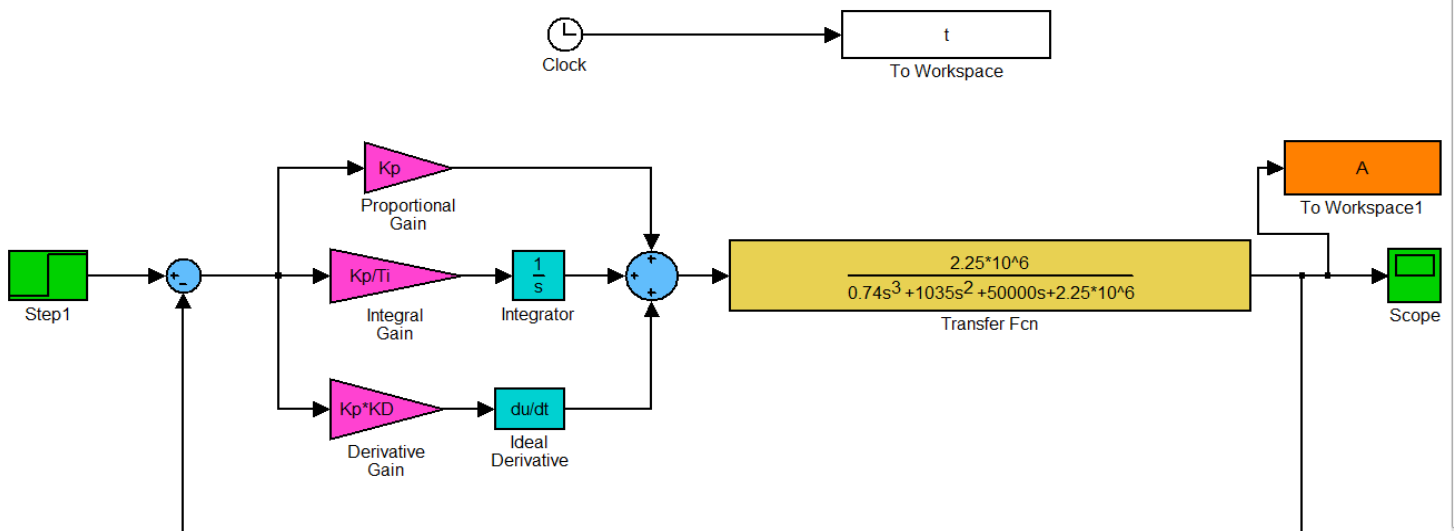 t
Clock
To Workspace
Kp
A
Proportional
Gain
To Workspace1
+
-
Kp/Ti
1
s
+
+
+
2.25*10^6
0.74s³+1035s²+50000s+2.25*10^6
Step1
Integral
Gain
Integrator
Transfer Fcn
Scope
Kp*KD
du/dt
Derivative
Gain
Ideal
Derivative